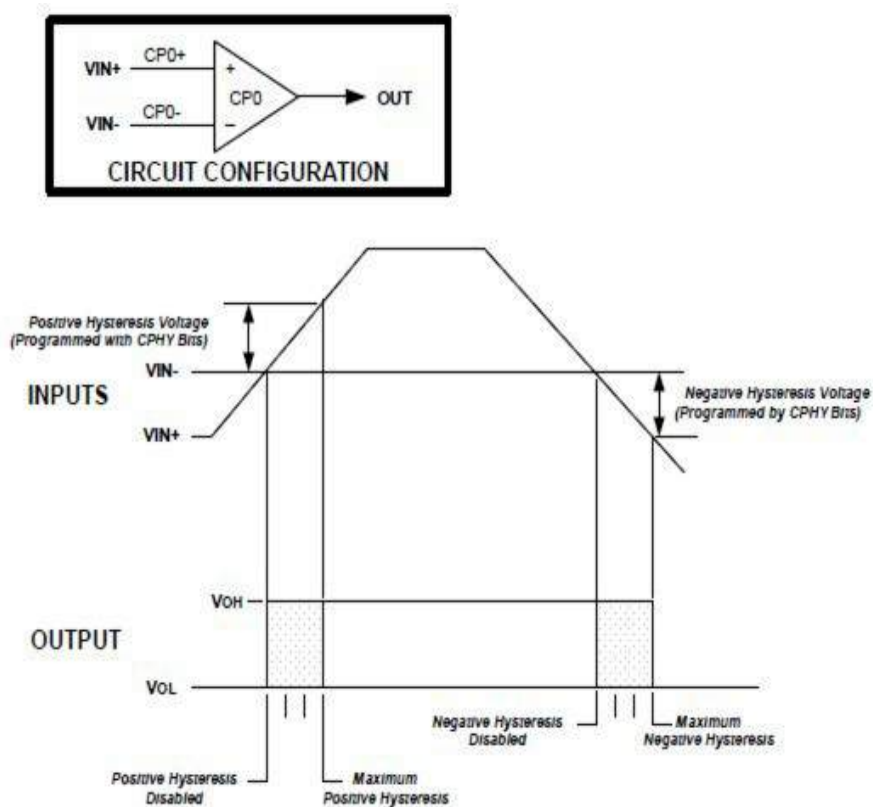 VIN+
CP0+
+
CP0
OUT
VIN-
CP0-
−
CIRCUIT CONFIGURATION
Positive Hysteresis Voltage
(Programmed with CPHY Bits)
VIN-
INPUTS
VIN+
Negative Hysteresis Voltage
(Programmed by CPHY Bits)
VOH
OUTPUT
VOL
Negative Hysteresis
Disabled
Maximum
Negative Hysteresis
Positive Hysteresis
Disabled
Maximum
Positive Hysteresis